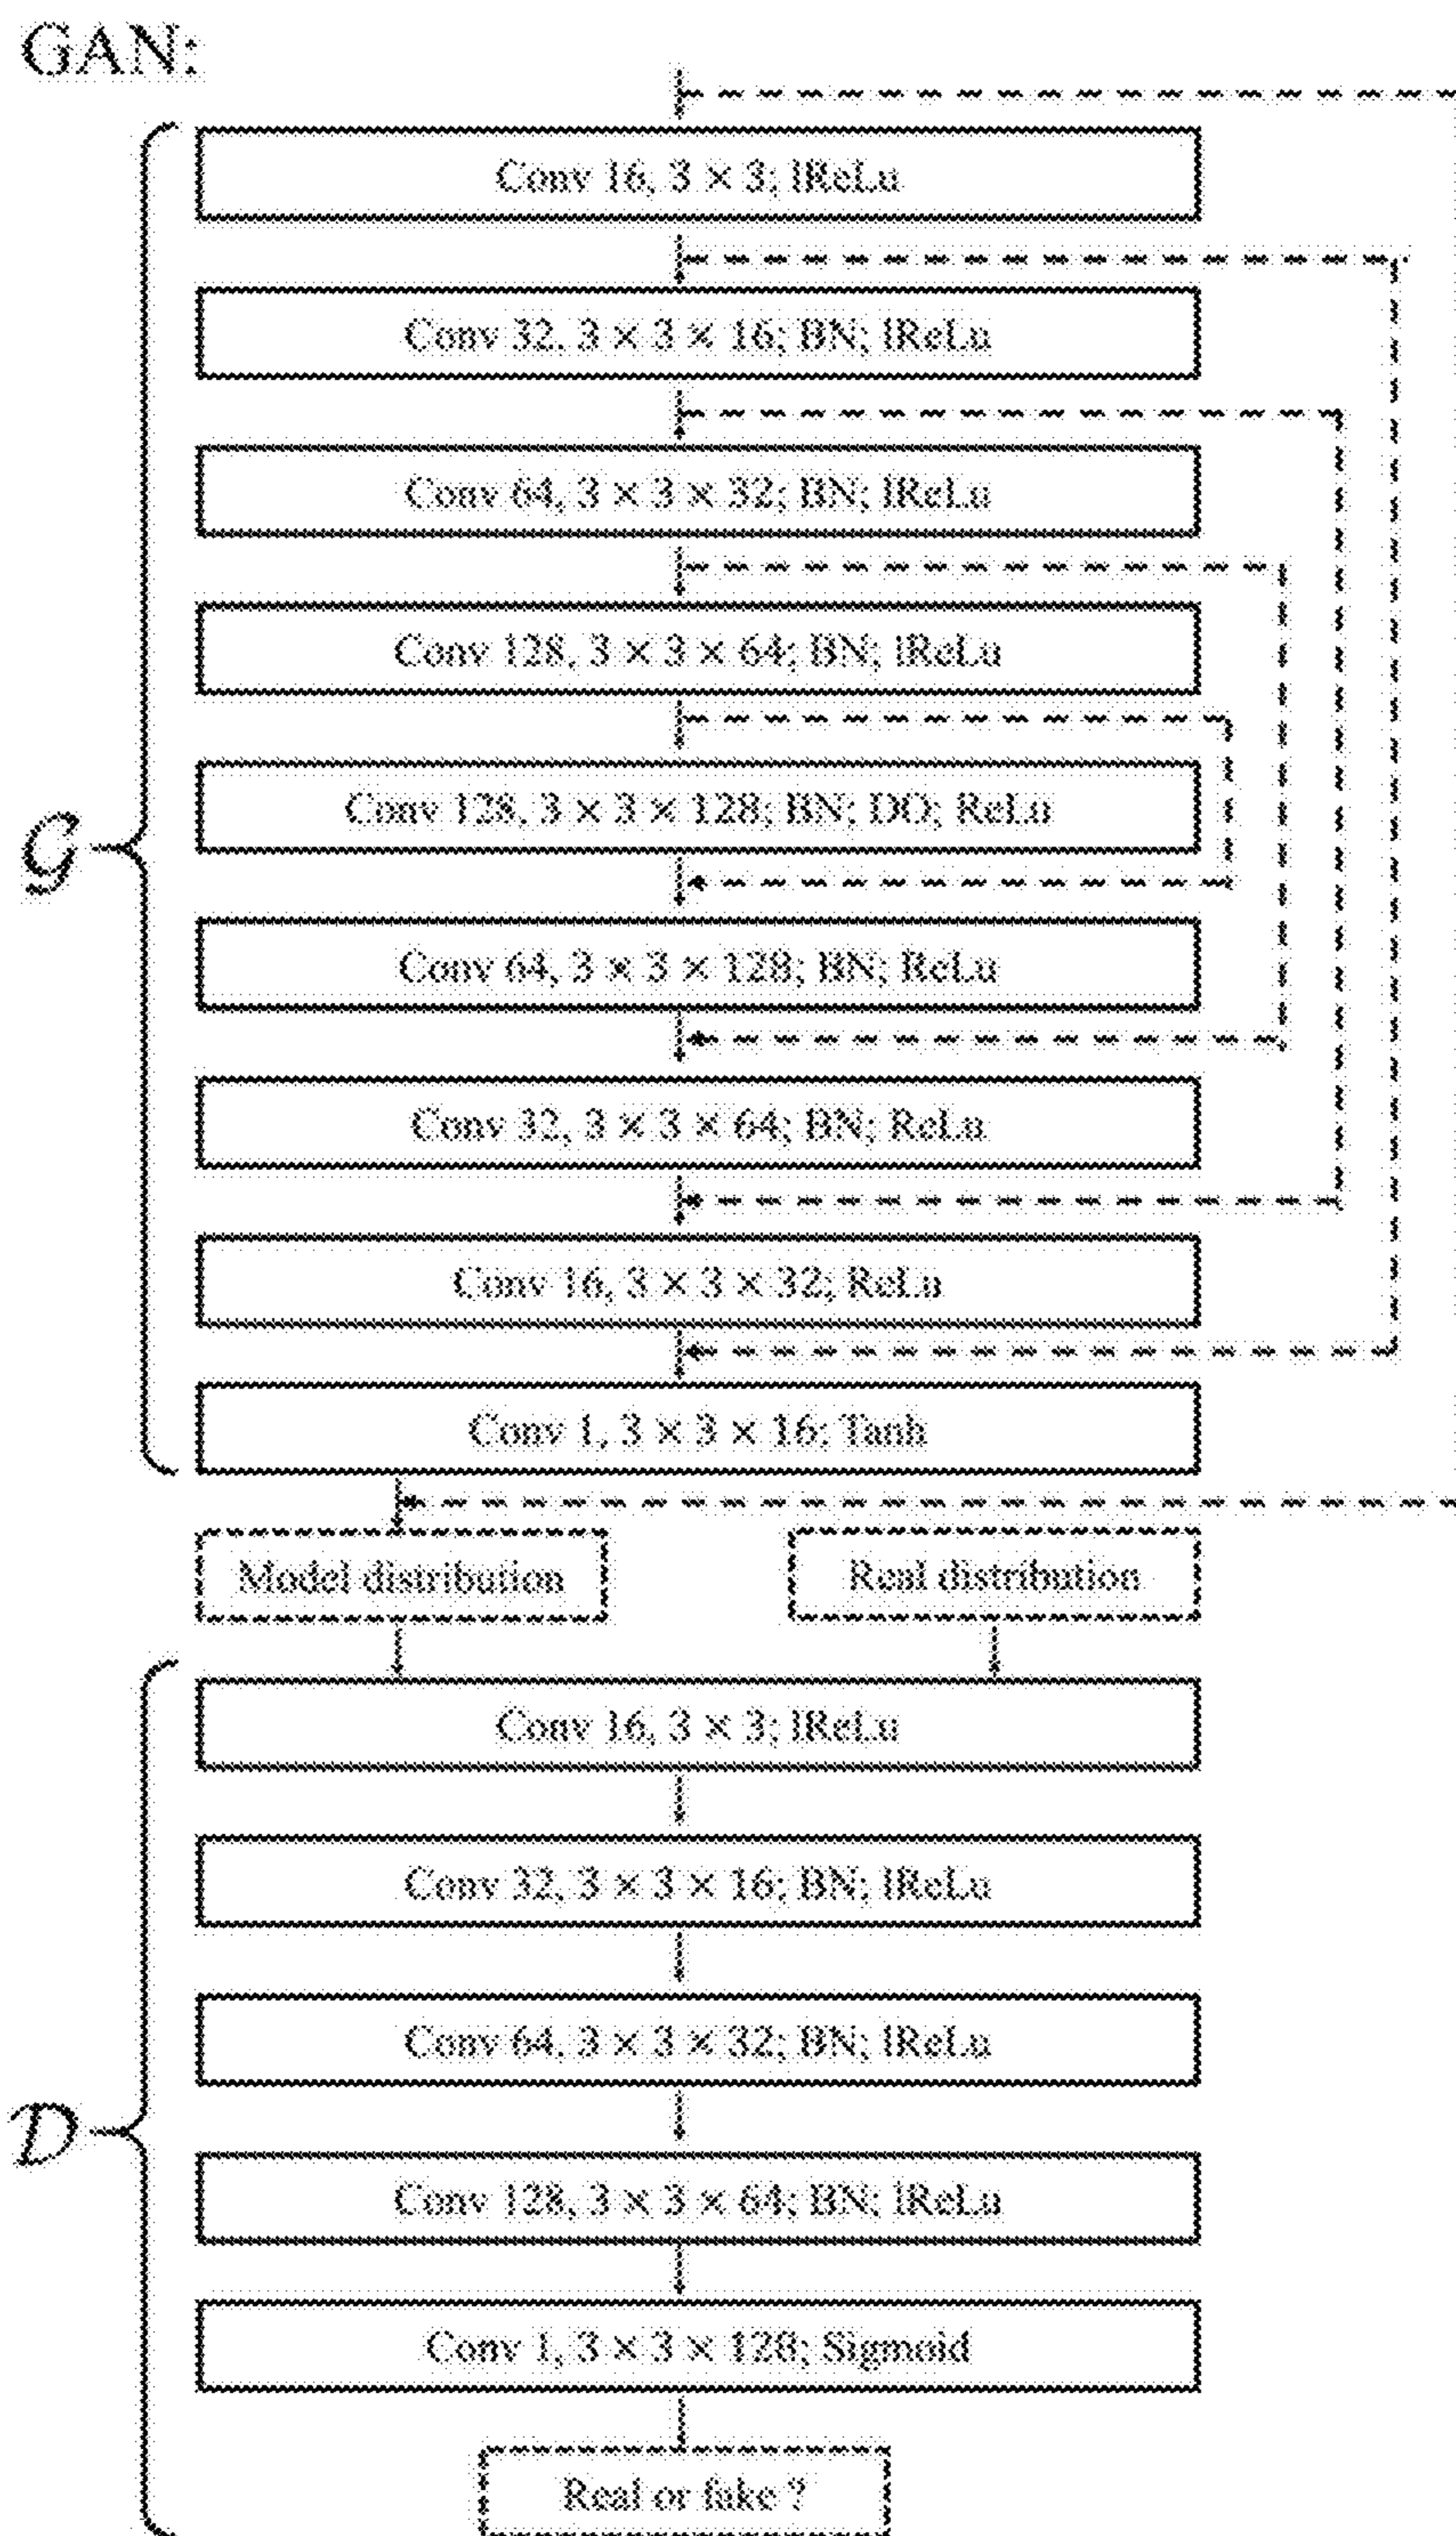 GAN:
Conv 16, 3 × 3; lReLu
Conv 32, 3 × 3 × 16; BN; lReLu
Conv 64, 3 × 3 × 32; BN; lReLu
Conv 128, 3 × 3 × 64; BN; lReLu
Conv 128, 3 × 3 × 128; BN; DO; ReLu
𝒢
Conv 64, 3 × 3 × 128; BN; ReLu
Conv 32, 3 × 3 × 64; BN; ReLu
Conv 16, 3 × 3 × 32; ReLu
Conv 1, 3 × 3 × 16; Tanh
Model distribution Real distribution
Conv 16, 3 × 3; lReLu
Conv 32, 3 × 3 × 16; BN; lReLu
Conv 64, 3 × 3 × 32; BN; lReLu
𝒟
Conv 128, 3 × 3 × 64; BN; lReLu
Conv 1, 3 × 3 × 128; Sigmoid
Real or fake ?